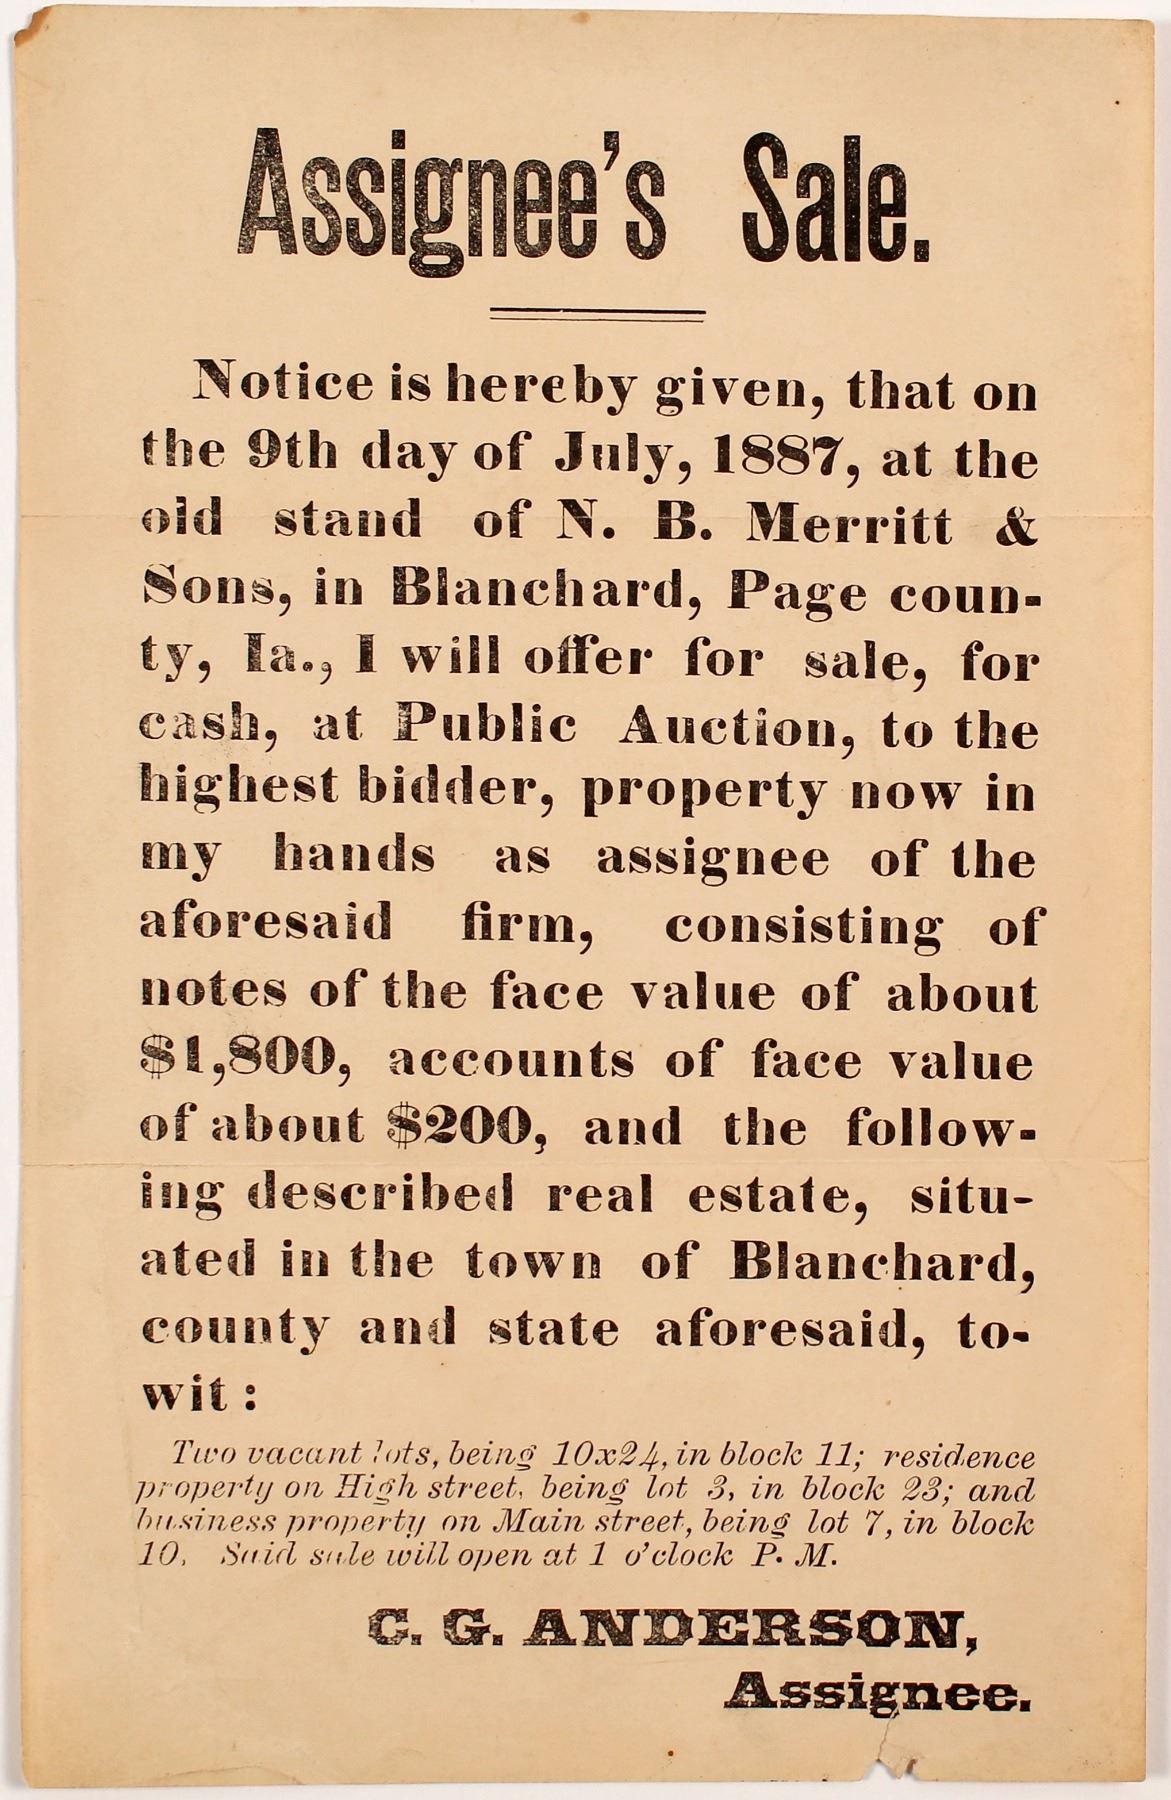 Assignee's Sale.
Notice is hereby given, that on
the 9th day of July, 1887, at the
old stand of N. B. Merritt &
Sons, in Blanchard, Page coun-
ty, Ia., I will offer for sale, for
cash, at Public Auction, to the
highest bidder, property now in
my hands as assignee of the
aforesaid firm, consisting of
notes of the face value of about
$1,800, accounts of face value
of about $200, and the follow-
ing described real estate, situ-
ated in the town of Blanchard,
county and state aforesaid, to-
wit:
Two vacant lots, being 10x24, in block 11; residence
property on High street, being lot 3, in block 23; and
business property on Main street, being lot 7, in block
10. Said sale will open at 1 o'clock P. M.
C. G. ANDERSON,
Assignee.